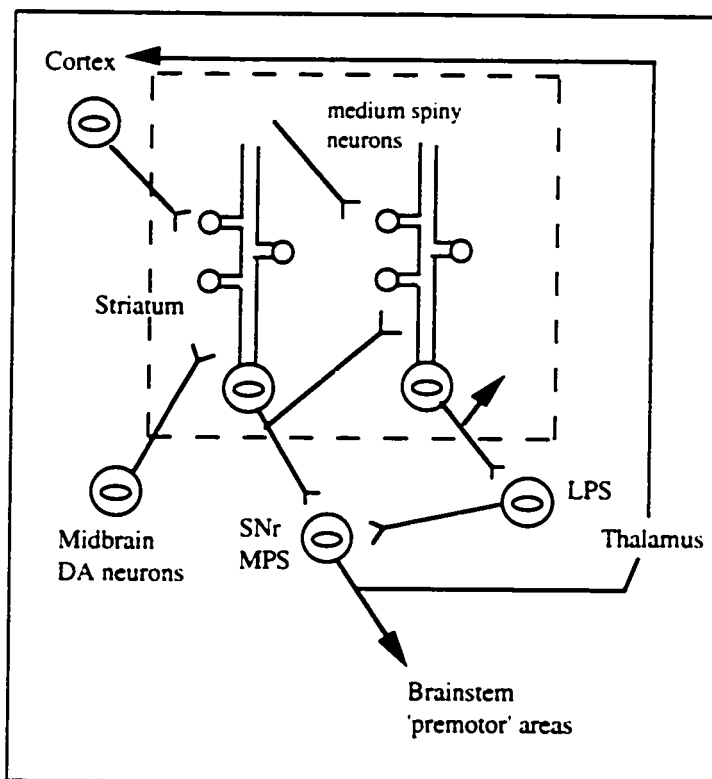 Cortex
medium spiny
neurons
Striatum
Midbrain
DA neurons
SNr
MPS
LPS
Thalamus
Brainstem
'premotor' areas